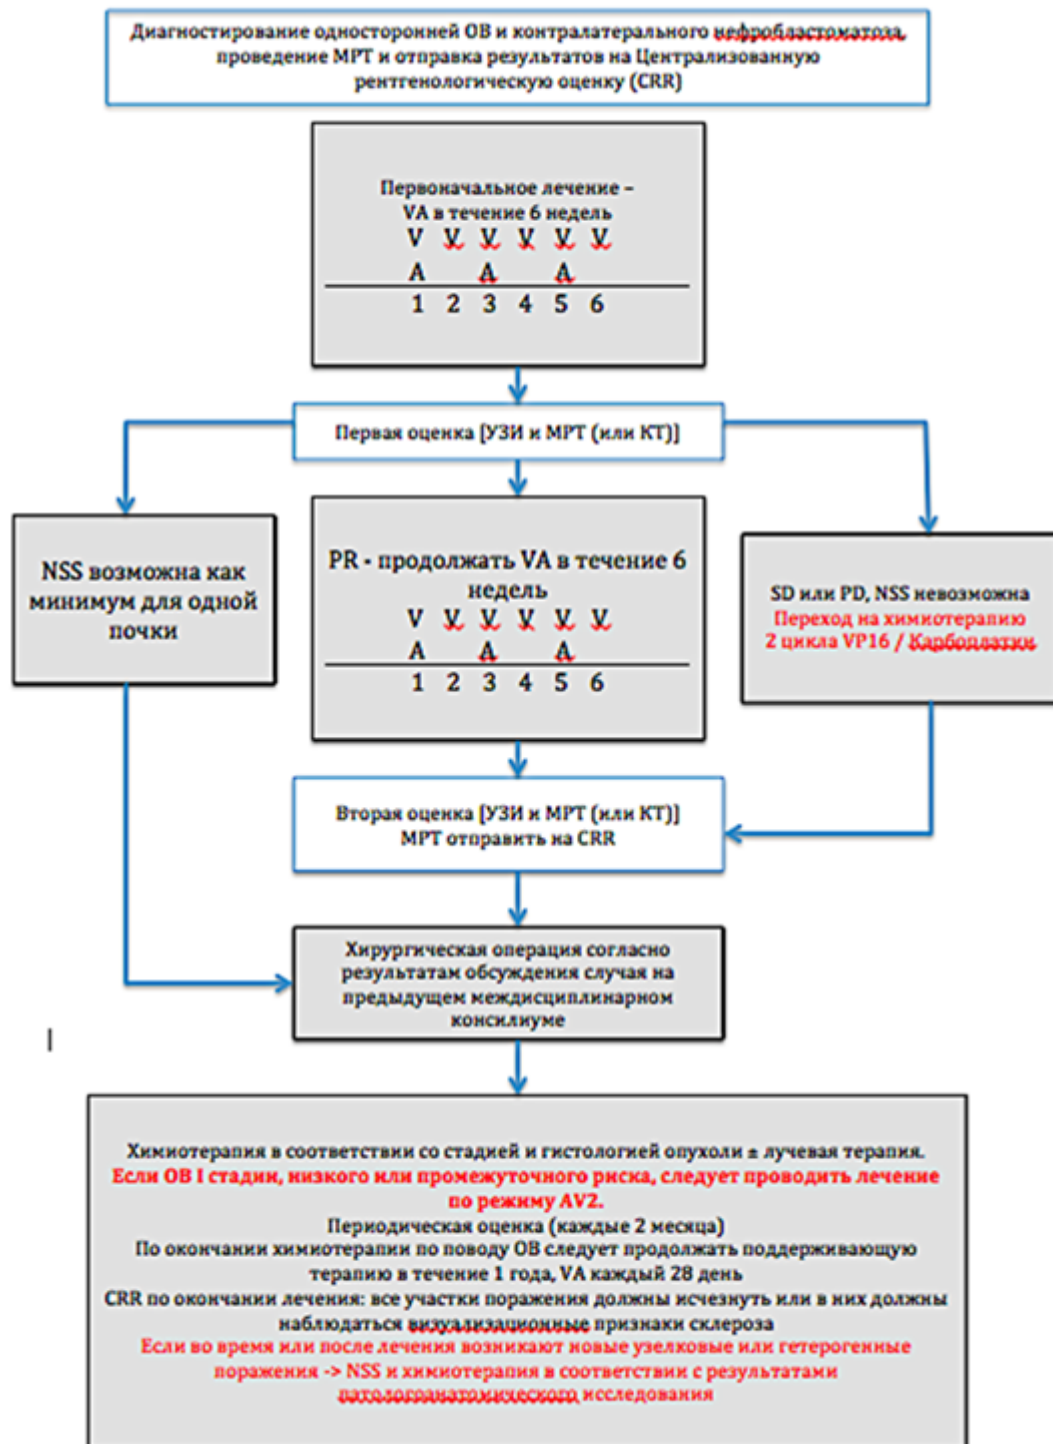 Диагностирование односторонней ОВ и контралатерального нефробластоматоза,
проведение МРТ и отправка результатов на Централизованную
рентгенологическую оценку (CRR)
Первоначальное лечение –
VA в течение 6 недель
V V V V V V
A A A
1 2 3 4 5 6
Первая оценка [УЗИ и МРТ (или КТ)]
NSS возможна как
минимум для одной
почки
PR - продолжать VA в течение 6
недель
V V V V V V
A A A
1 2 3 4 5 6
SD или PD, NSS невозможна
Переход на химиотерапию
2 цикла VP16 / Карбоплатин
Вторая оценка [УЗИ и МРТ (или КТ)]
МРТ отправить на CRR
Хирургическая операция согласно
результатам обсуждения случая на
предыдущем междисциплинарном
консилиуме
Химиотерапия в соответствии со стадией и гистологией опухоли ± лучевая терапия.
Если ОВ I стадии, низкого или промежуточного риска, следует проводить лечение
по режиму AV2.
Периодическая оценка (каждые 2 месяца)
По окончании химиотерапии по поводу ОВ следует продолжать поддерживающую
терапию в течение 1 года, VA каждый 28 день
CRR по окончании лечения: все участки поражения должны исчезнуть или в них должны
наблюдаться визуализационные признаки склероза
Если во время или после лечения возникают новые узелковые или гетерогенные
поражения -> NSS и химиотерапия в соответствии с результатами
патологоанатомического исследования